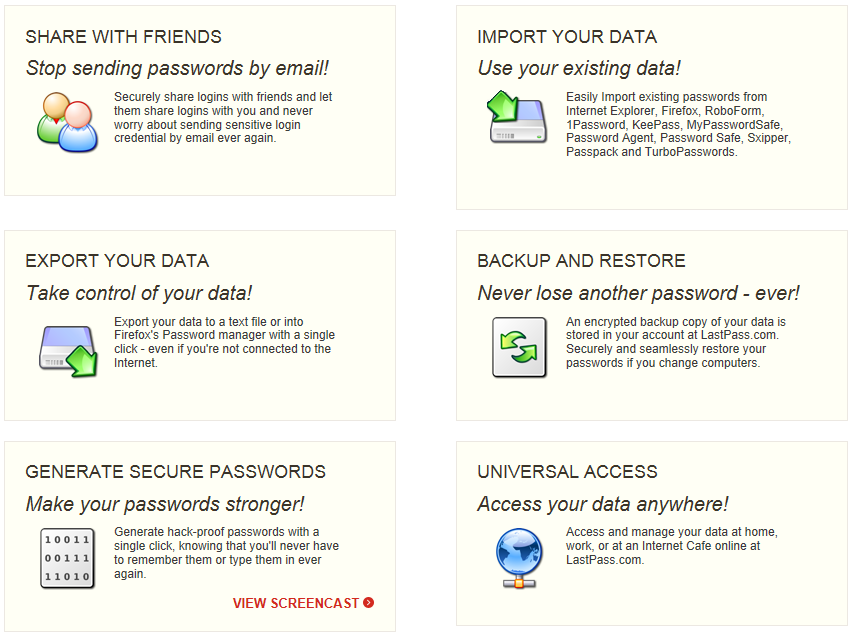 SHARE WITH FRIENDS
Stop sending passwords by email!
Securely share logins with friends and let
them share logins with you and never
worry about sending sensitive login
credential by email ever again.
IMPORT YOUR DATA
Use your existing data!
Easily Import existing passwords from
Internet Explorer, Firefox, RoboForm,
1Password, KeePass, MyPasswordSafe,
Password Agent, Password Safe, Sxipper,
Passpack and TurboPasswords.
EXPORT YOUR DATA
Take control of your data!
Export your data to a text file or into
Firefox's Password manager with a single
click - even if you're not connected to the
Internet.
BACKUP AND RESTORE
Never lose another password - ever!
An encrypted backup copy of your data is
stored in your account at LastPass.com.
Securely and seamlessly restore your
passwords if you change computers.
GENERATE SECURE PASSWORDS
Make your passwords stronger!
10011
00111
11010
Generate hack-proof passwords with a
single click, knowing that you'll never have
to remember them or type them in ever
again.
VIEW SCREENCAST
UNIVERSAL ACCESS
Access your data anywhere!
Access and manage your data at home,
work, or at an Internet Cafe online at
LastPass.com.